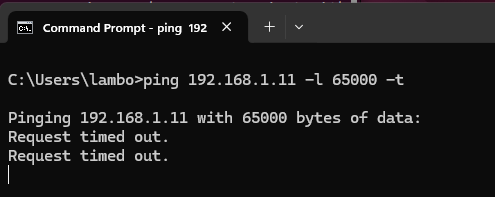 Command Prompt - ping 192
C:\Users\lambo>ping 192.168.1.11 -l 65000 -t
Pinging 192.168.1.11 with 65000 bytes of data:
Request timed out.
Request timed out.